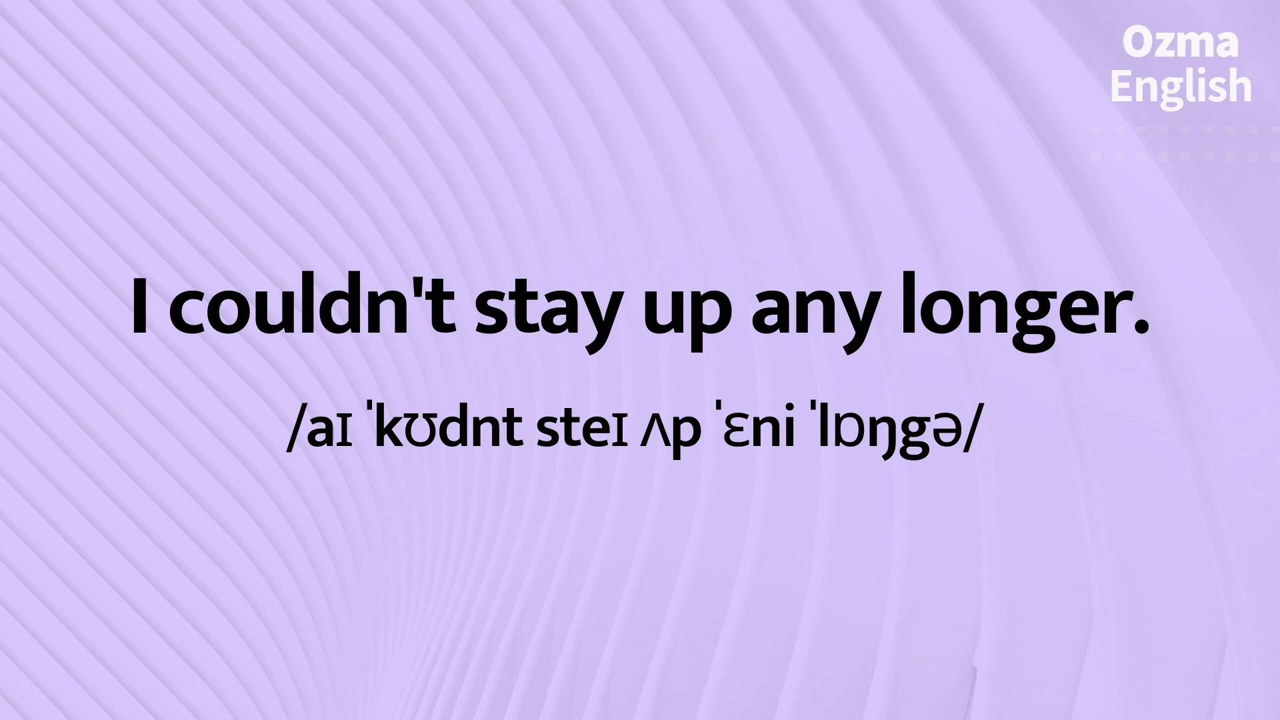 Ozma
English
I couldn't stay up any longer.
/aɪ ˈkʊdnt steɪ ʌp ˈɛni ˈlɒŋgə/